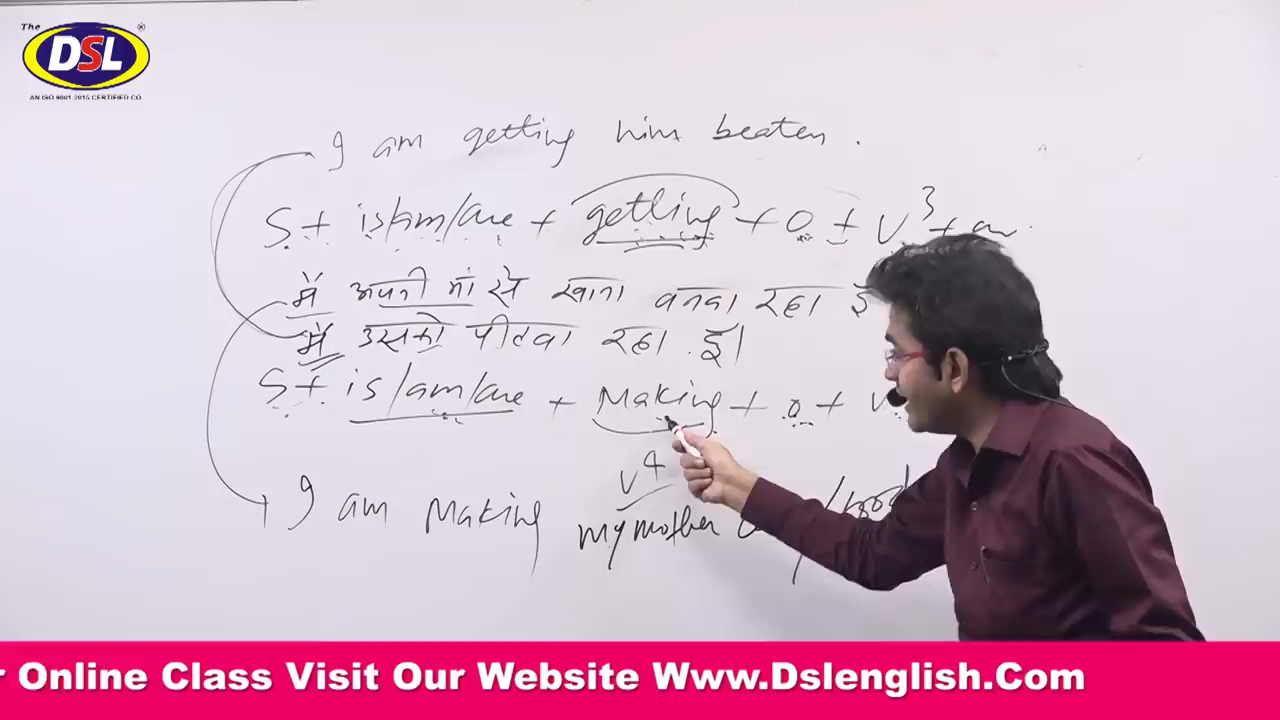 The
DSL
®
AN ISO 9001:2015 CERTIFIED CO.
I am getting him beaten.
S + is/am/are + getting + O + V3 +
मैं अपनी मां से खाना बनवा रहा हूँ
मैं उसको पीटवा रहा हूँ।
S + is/am/are + Making + O + V
V4
I am Making my mother
r Online Class Visit Our Website Www.Dslenglish.Com